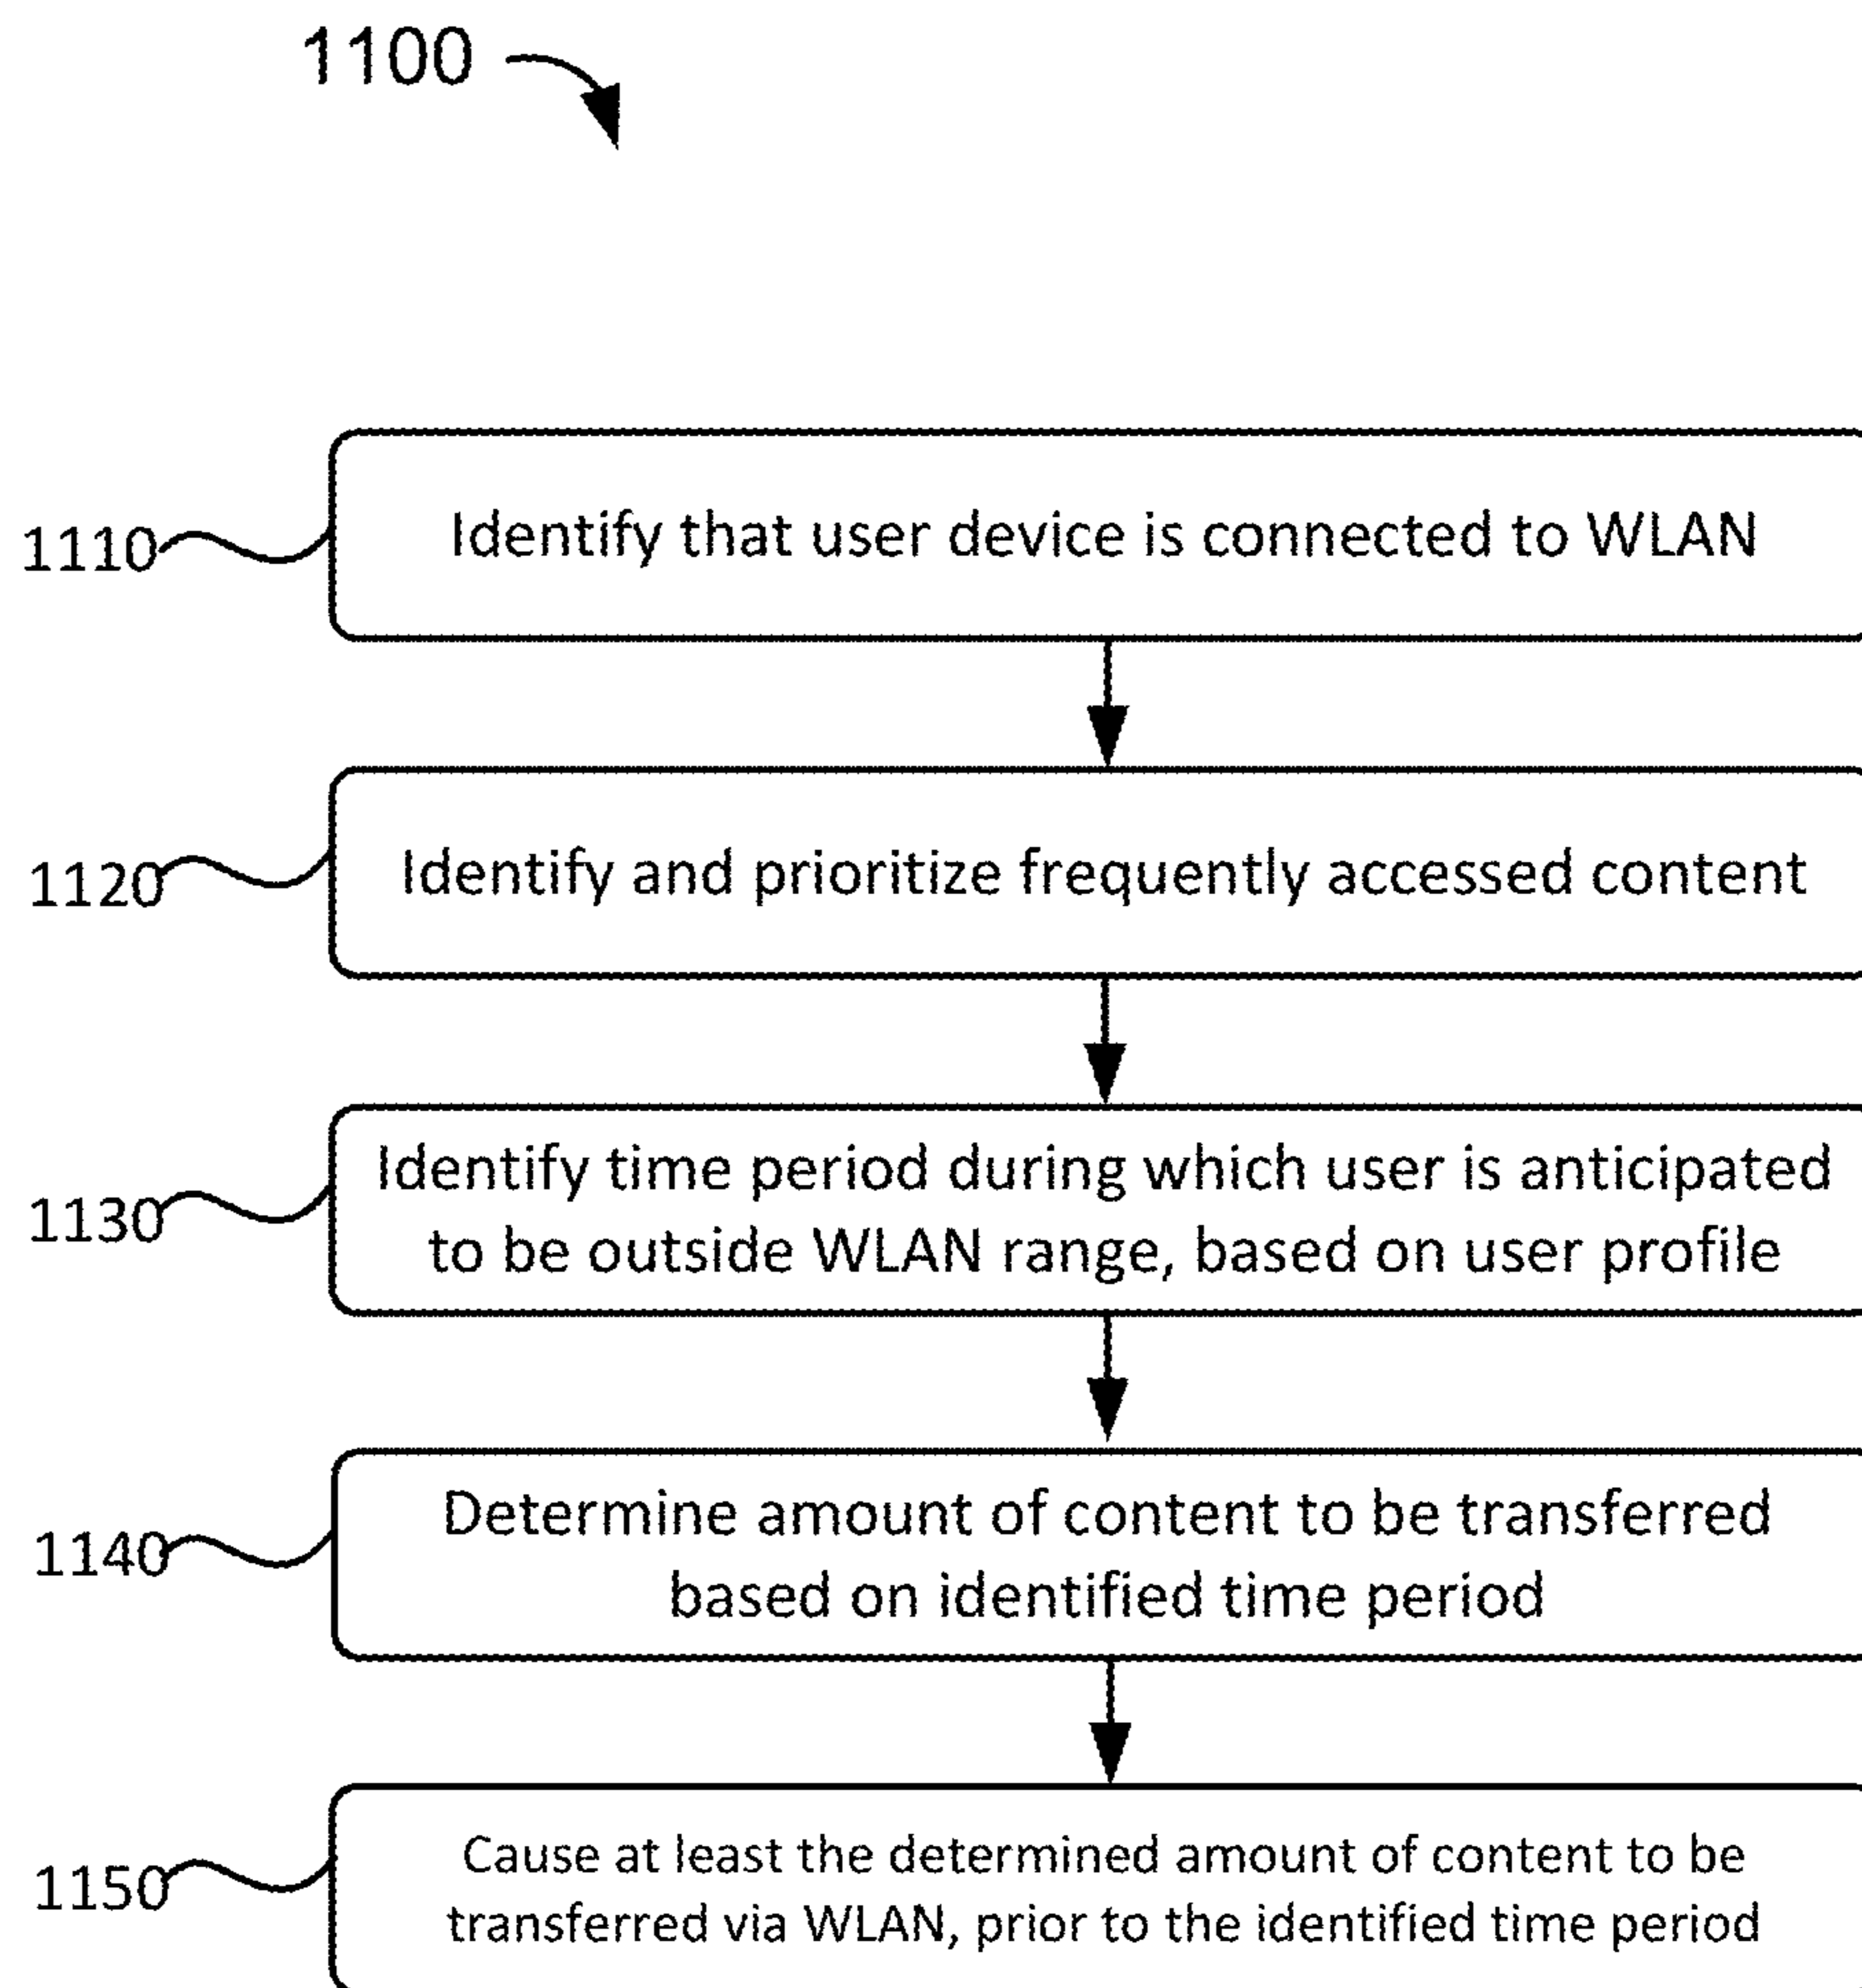 1100
1110
Identify that user device is connected to WLAN
1120
Identify and prioritize frequently accessed content
1130
Identify time period during which user is anticipated
to be outside WLAN range, based on user profile
1140
Determine amount of content to be transferred
based on identified time period
1150
Cause at least the determined amount of content to be
transferred via WLAN, prior to the identified time period